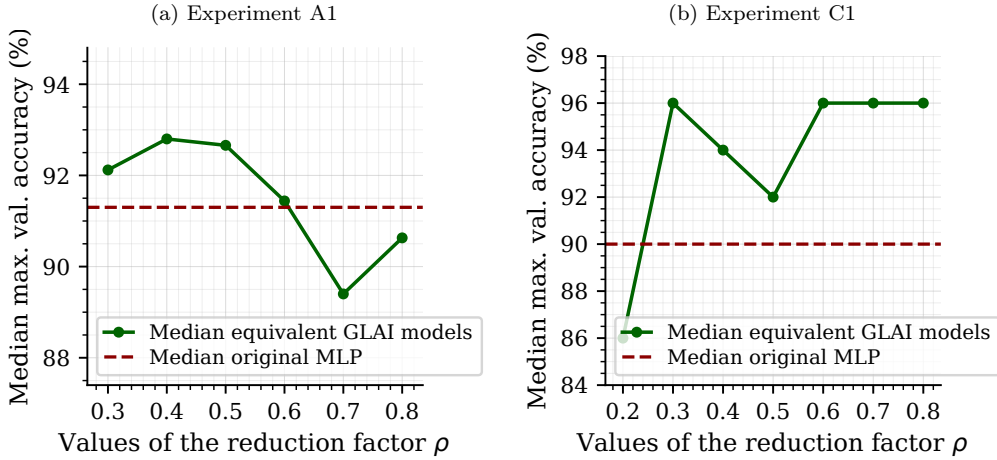 (a) Experiment A1
Median max. val. accuracy (%)
94
92
90
88
Median equivalent GLAI models
Median original MLP
0.3 0.4 0.5 0.6 0.7 0.8
Values of the reduction factor ρ
(b) Experiment C1
Median max. val. accuracy (%)
98
96
94
92
90
88
86
84
Median equivalent GLAI models
Median original MLP
0.2 0.3 0.4 0.5 0.6 0.7 0.8
Values of the reduction factor ρ